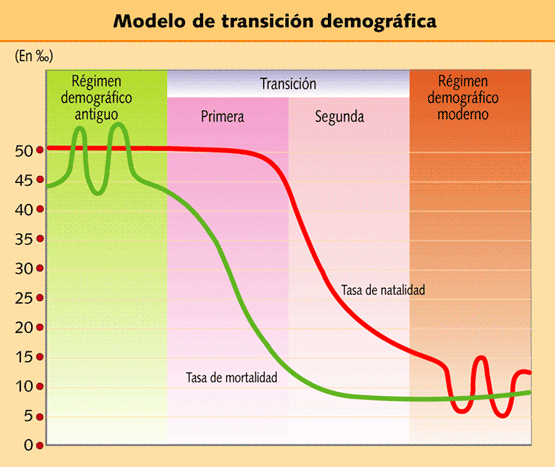 Modelo de transición demográfica
(En ‰)
Régimen
demográfico
antiguo
Transición
Primera
Segunda
Régimen
demográfico
moderno
50
45
40
35
30
25
20
15
10
5
0
Tasa de natalidad
Tasa de mortalidad